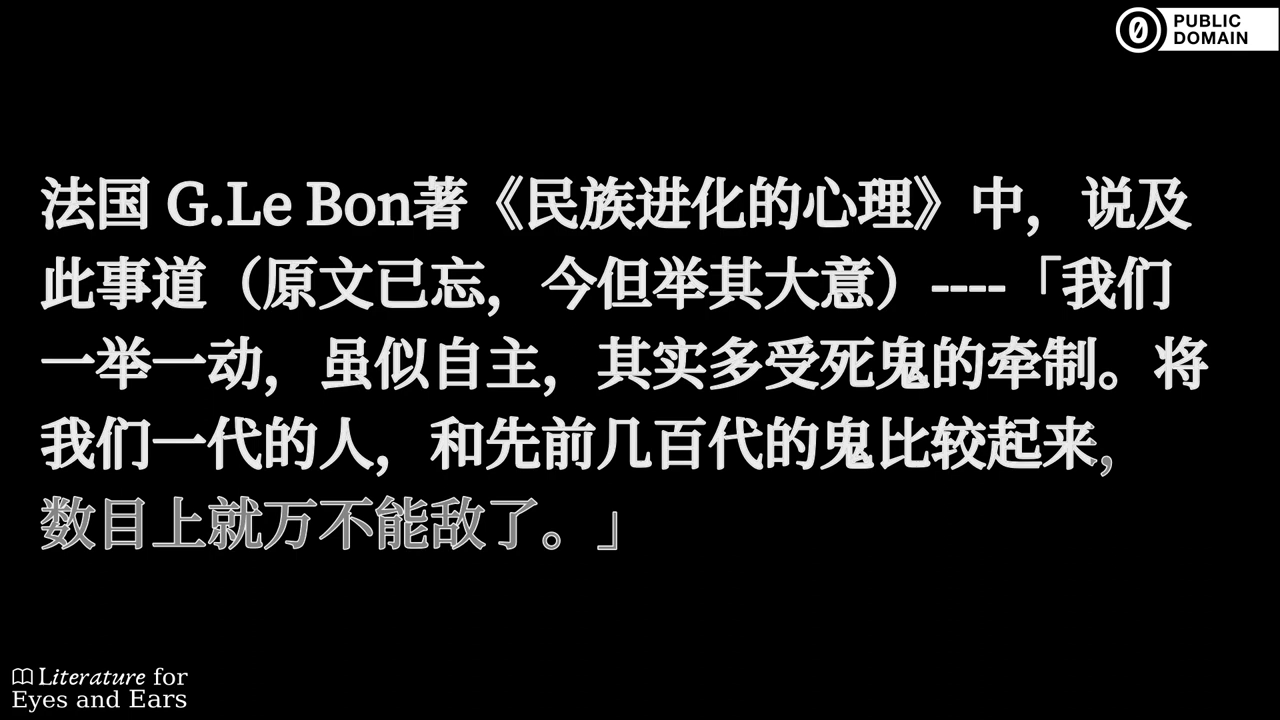 PUBLIC
DOMAIN
法国 G.Le Bon著《民族进化的心理》中，说及
此事道（原文已忘，今但举其大意）----「我们
一举一动，虽似自主，其实多受死鬼的牵制。将
我们一代的人，和先前几百代的鬼比较起来，
数目上就万不能敌了。」
Literature for
Eyes and Ears